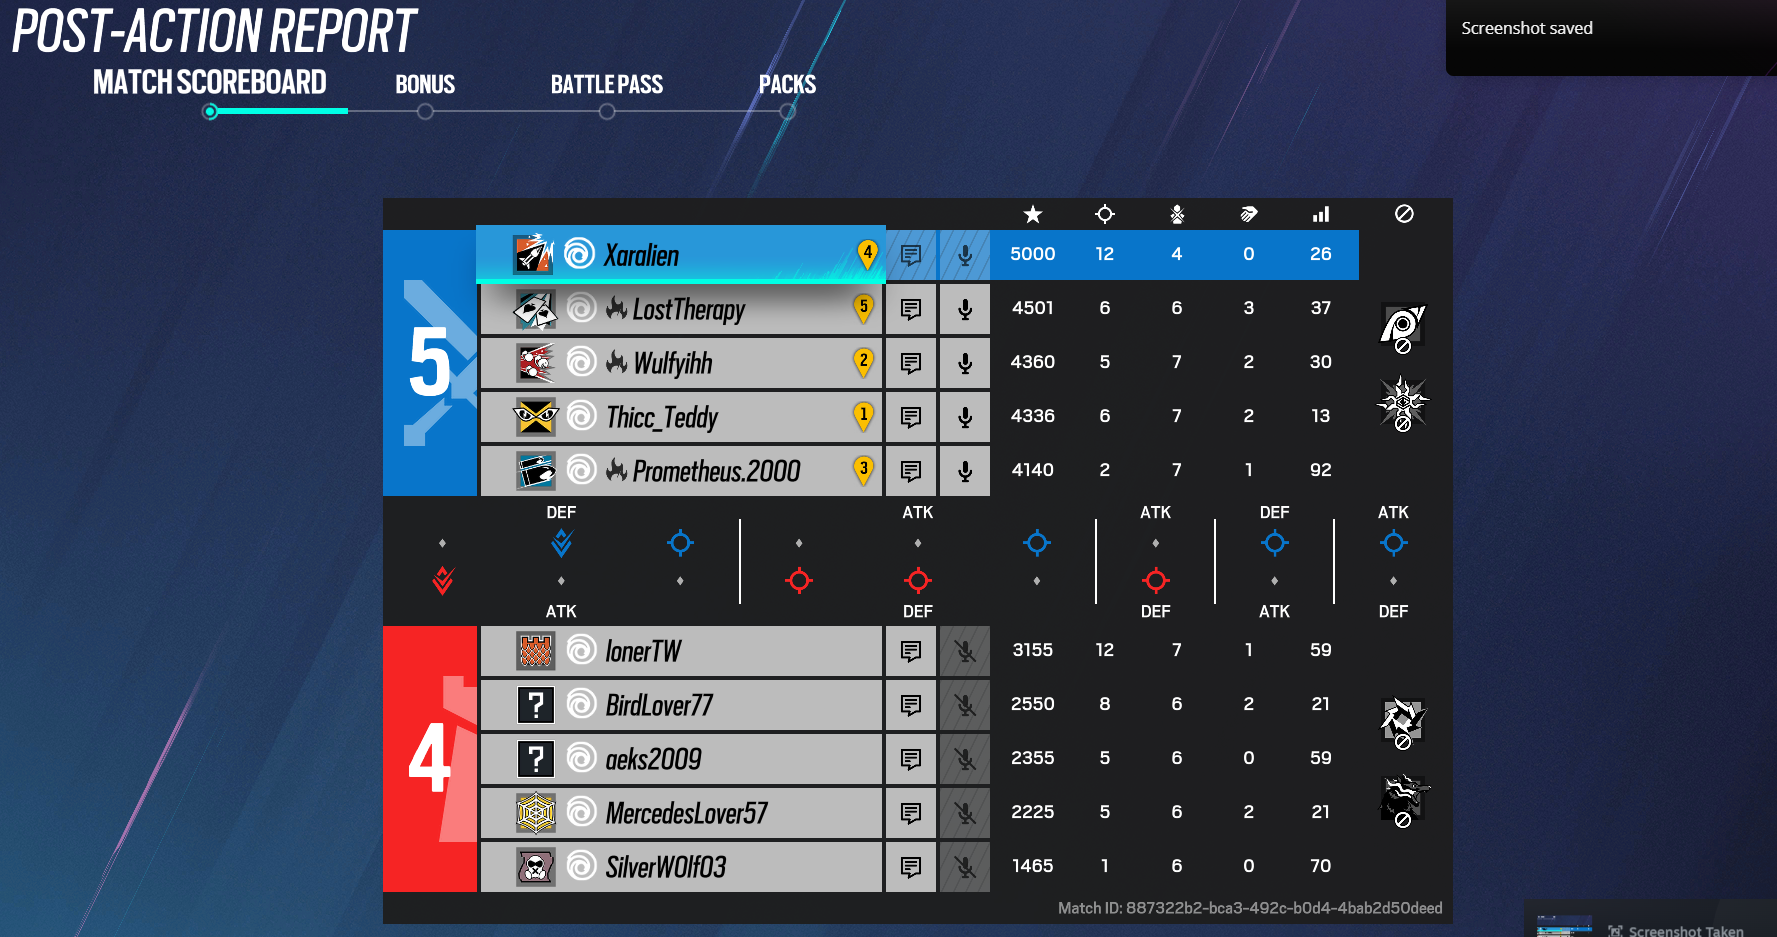 POST-ACTION REPORT
Screenshot saved
MATCH SCOREBOARD BONUS BATTLE PASS PACKS
5
Xaralien 4 5000 12 4 0 26
LostTherapy 5 4501 6 6 3 37
Wulfyihh 2 4360 5 7 2 30
Thicc_Teddy 1 4336 6 7 2 13
Prometheus.2000 3 4140 2 7 1 92
DEF ATK ATK DEF ATK
ATK DEF DEF ATK DEF
4
lonerTW 3155 12 7 1 59
? BirdLover77 2550 8 6 2 21
? aeks2009 2355 5 6 0 59
MercedesLover57 2225 5 6 2 21
SilverW0lf03 1465 1 6 0 70
Match ID: 887322b2-bca3-492c-b0d4-4bab2d50deed
Screenshot Taken